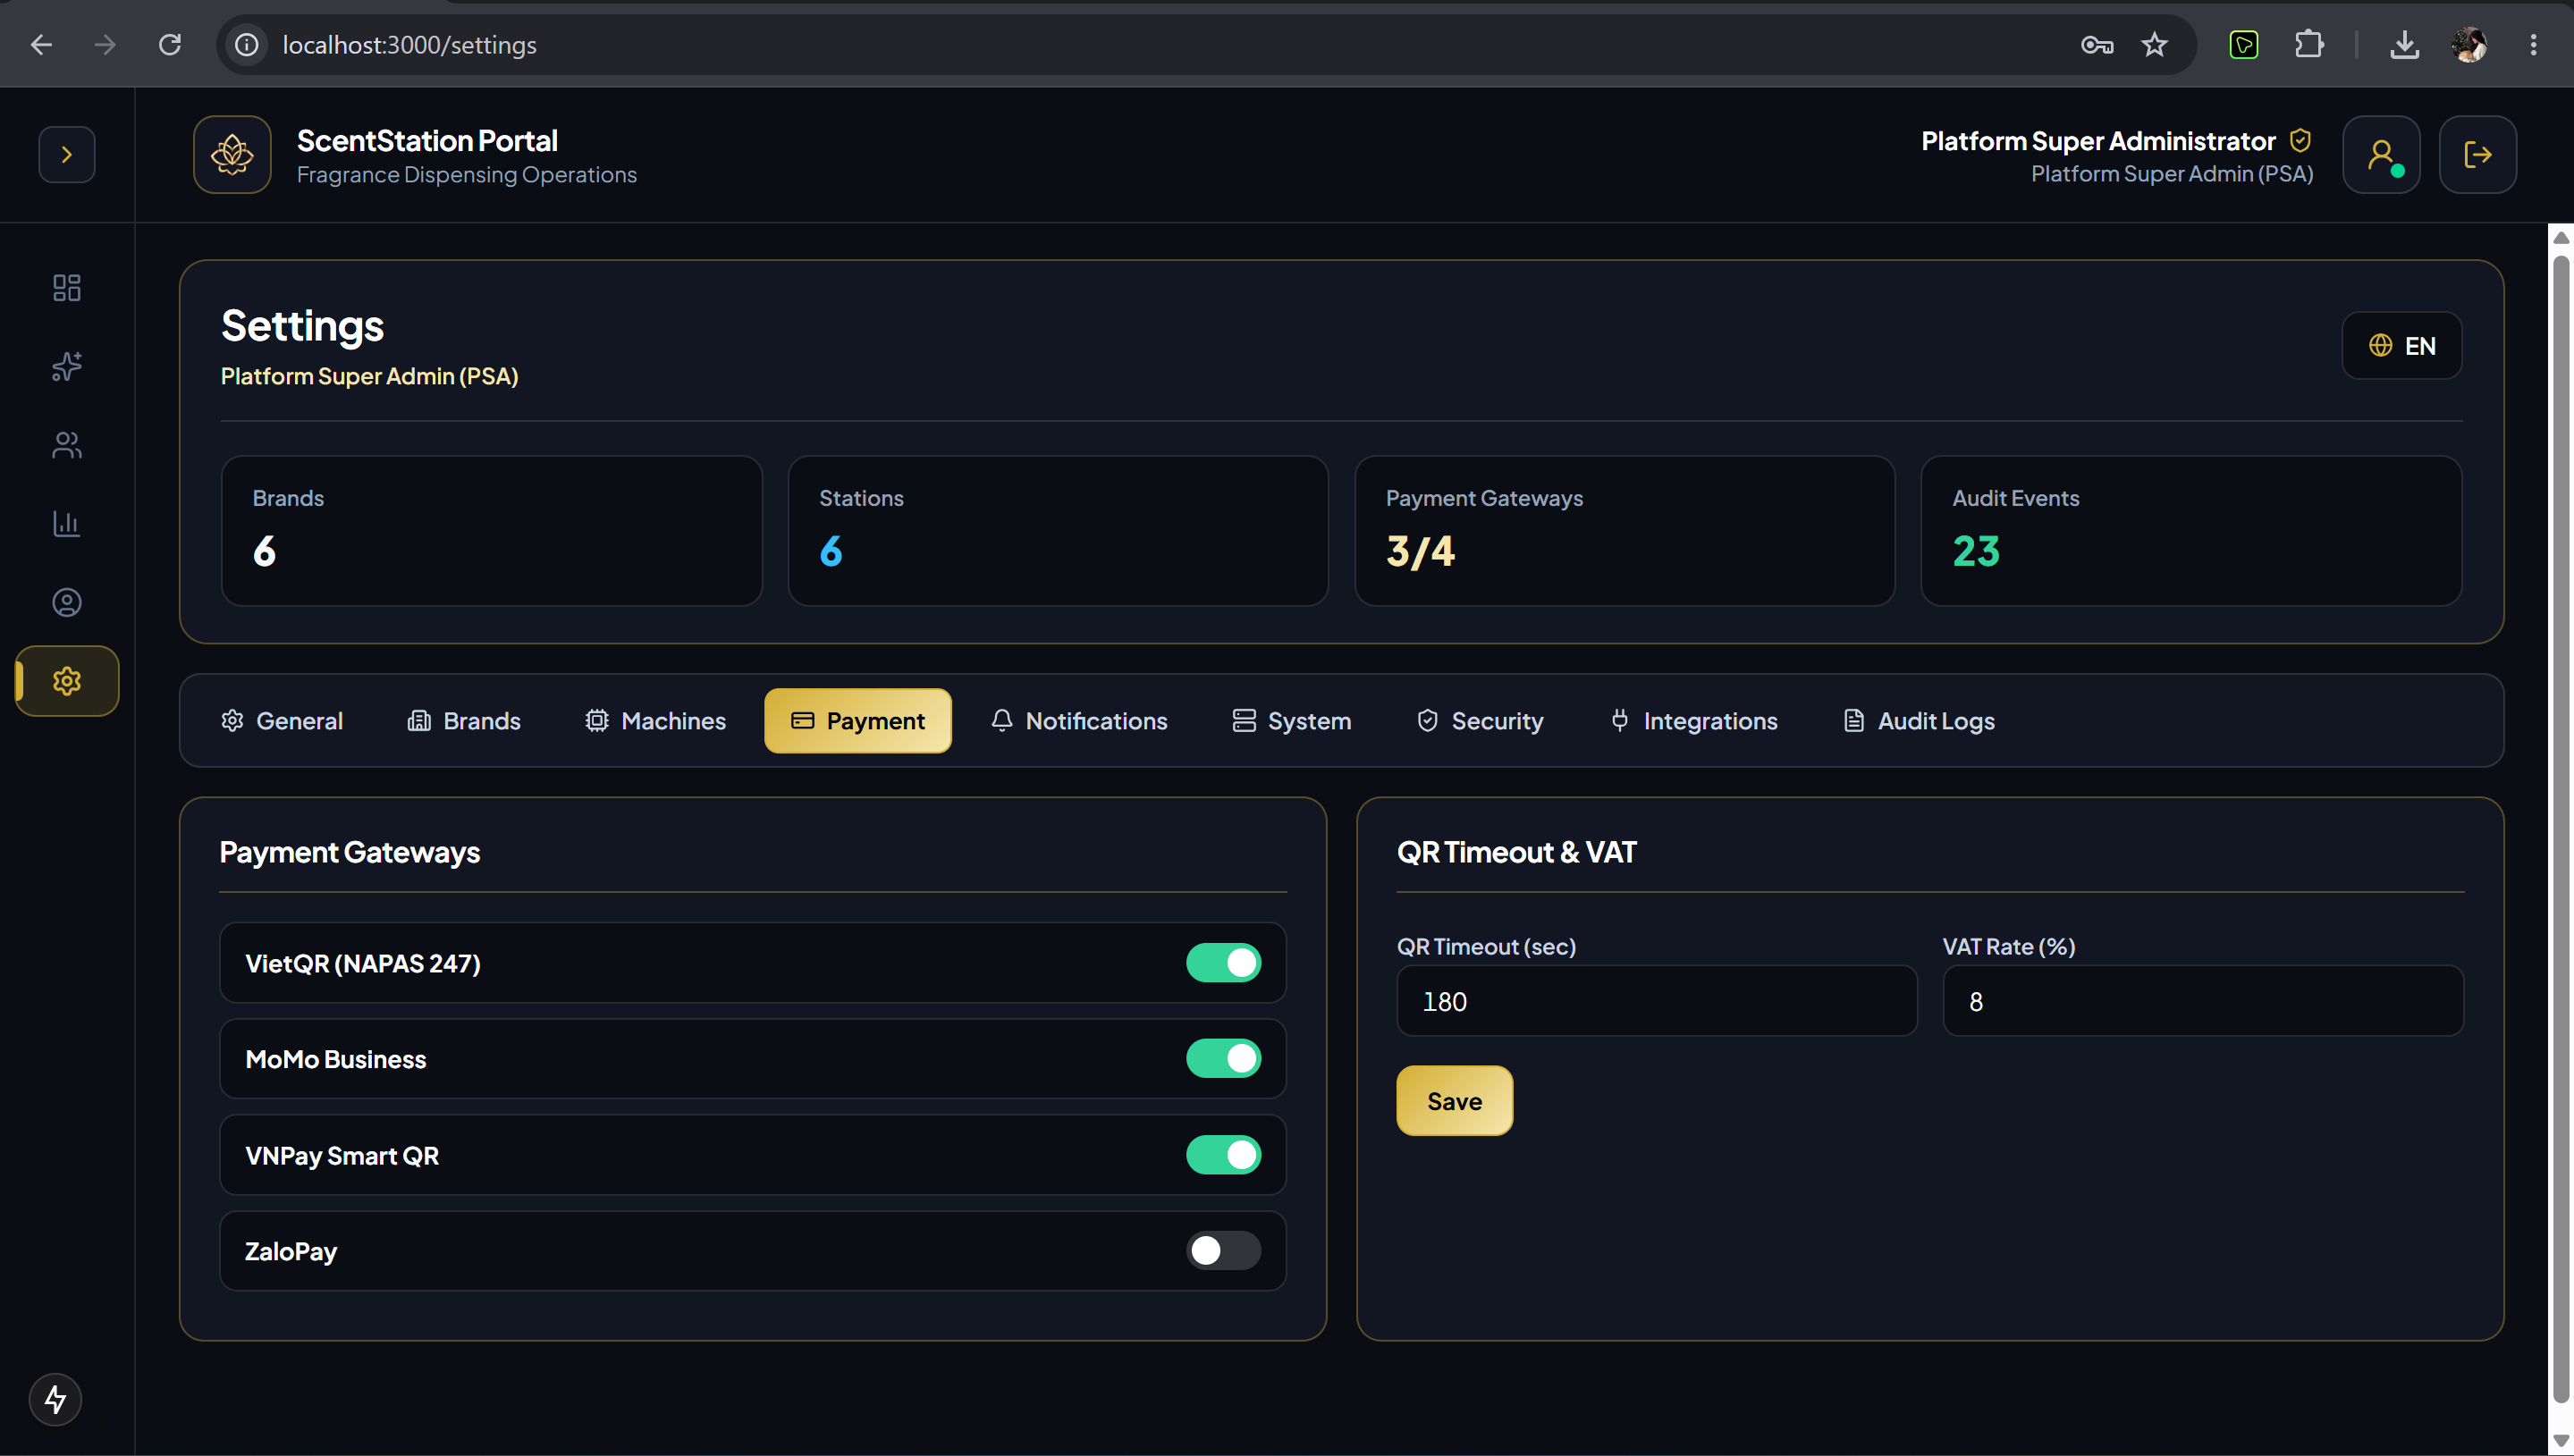 localhost:3000/settings
ScentStation Portal
Fragrance Dispensing Operations
Platform Super Administrator
Platform Super Admin (PSA)
Settings
Platform Super Admin (PSA)
EN
Brands
6
Stations
6
Payment Gateways
3/4
Audit Events
23
General
Brands
Machines
Payment
Notifications
System
Security
Integrations
Audit Logs
Payment Gateways
VietQR (NAPAS 247)
MoMo Business
VNPay Smart QR
ZaloPay
QR Timeout & VAT
QR Timeout (sec)
180
VAT Rate (%)
8
Save